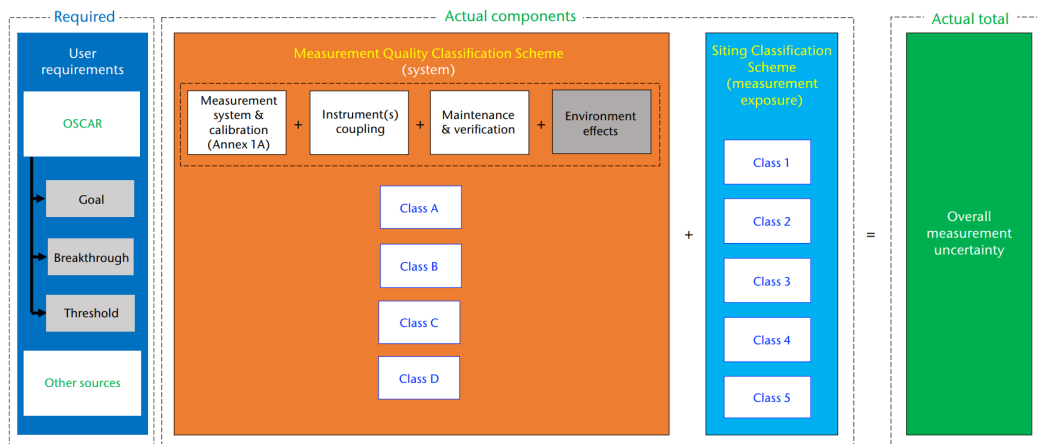 Required
User
requirements
OSCAR
Goal
Breakthrough
Threshold
Other sources
Actual components
Measurement Quality Classification Scheme
(system)
Measurement
system &
calibration
(Annex 1A)
+
Instrument(s)
coupling
+
Maintenance
& verification
+
Environment
effects
Class A
Class B
Class C
Class D
+
Siting Classification
Scheme
(measurement
exposure)
Class 1
Class 2
Class 3
Class 4
Class 5
=
Actual total
Overall
measurement
uncertainty